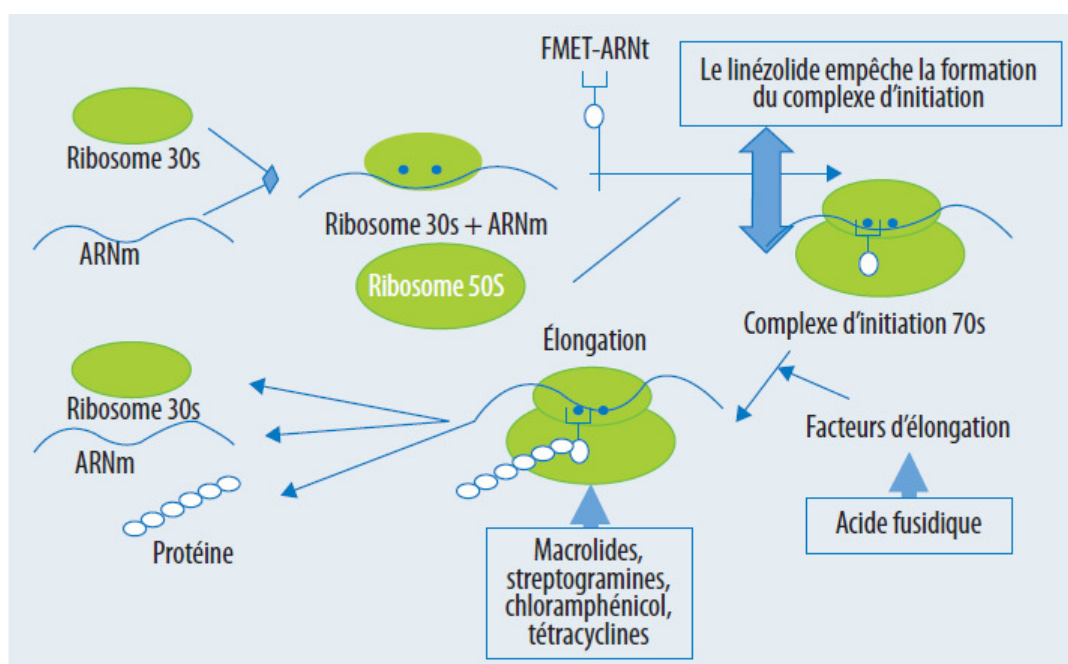 FMET-ARNt
Le linézolide empêche la formation
du complexe d'initiation
Ribosome 30s
ARNm
Ribosome 30s + ARNm
Ribosome 50S
Complexe d'initiation 70s
Élongation
Ribosome 30s
ARNm
Protéine
Facteurs d'élongation
Acide fusidique
Macrolides,
streptogramines,
chloramphénicol,
tétracyclines